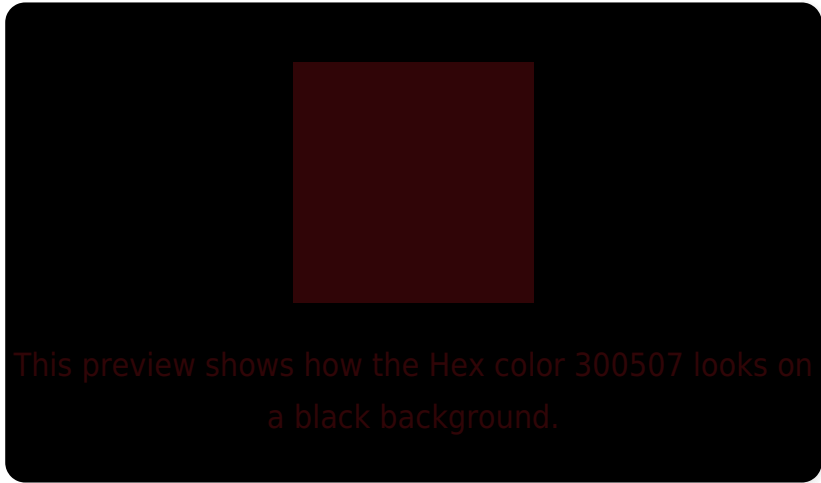 This preview shows how the Hex color 300507 looks on
a black background.